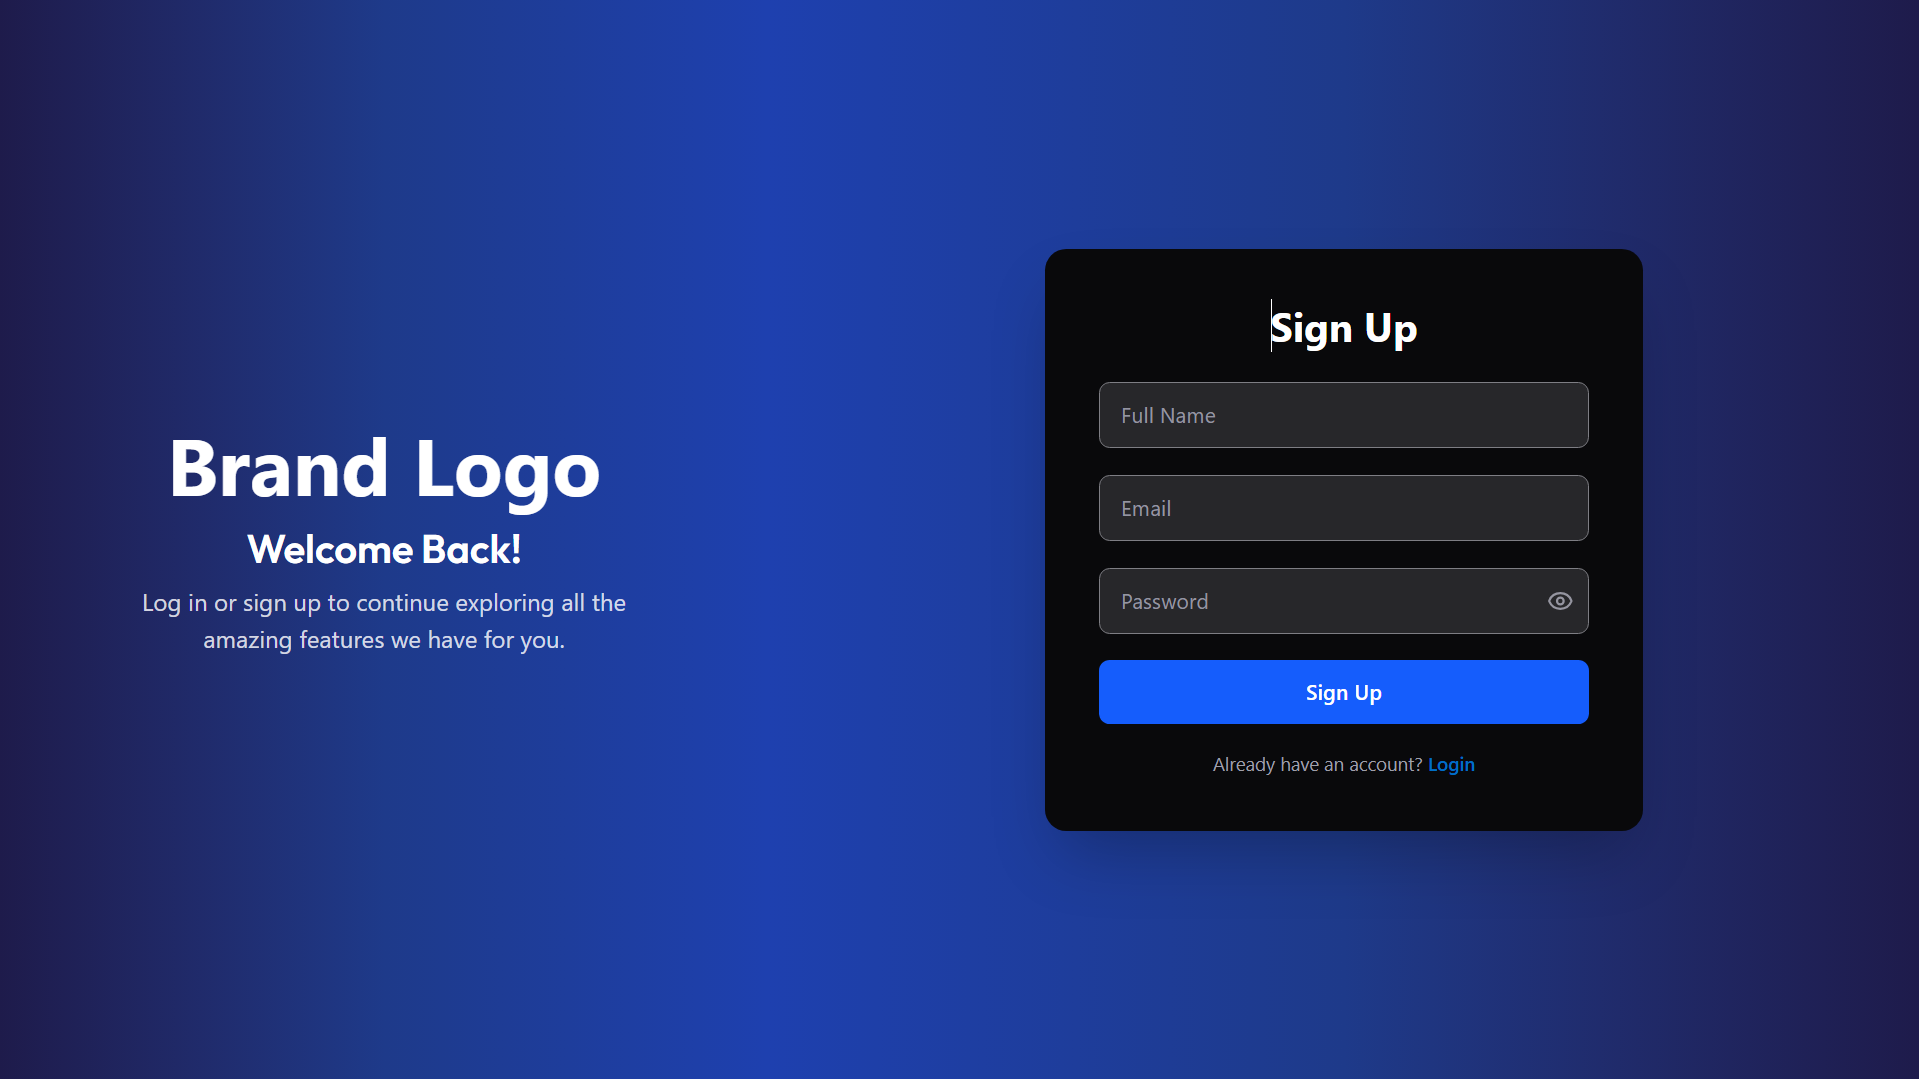 Brand Logo
Welcome Back!
Log in or sign up to continue exploring all the
amazing features we have for you.
Sign Up
Full Name
Email
Password
Sign Up
Already have an account? Login